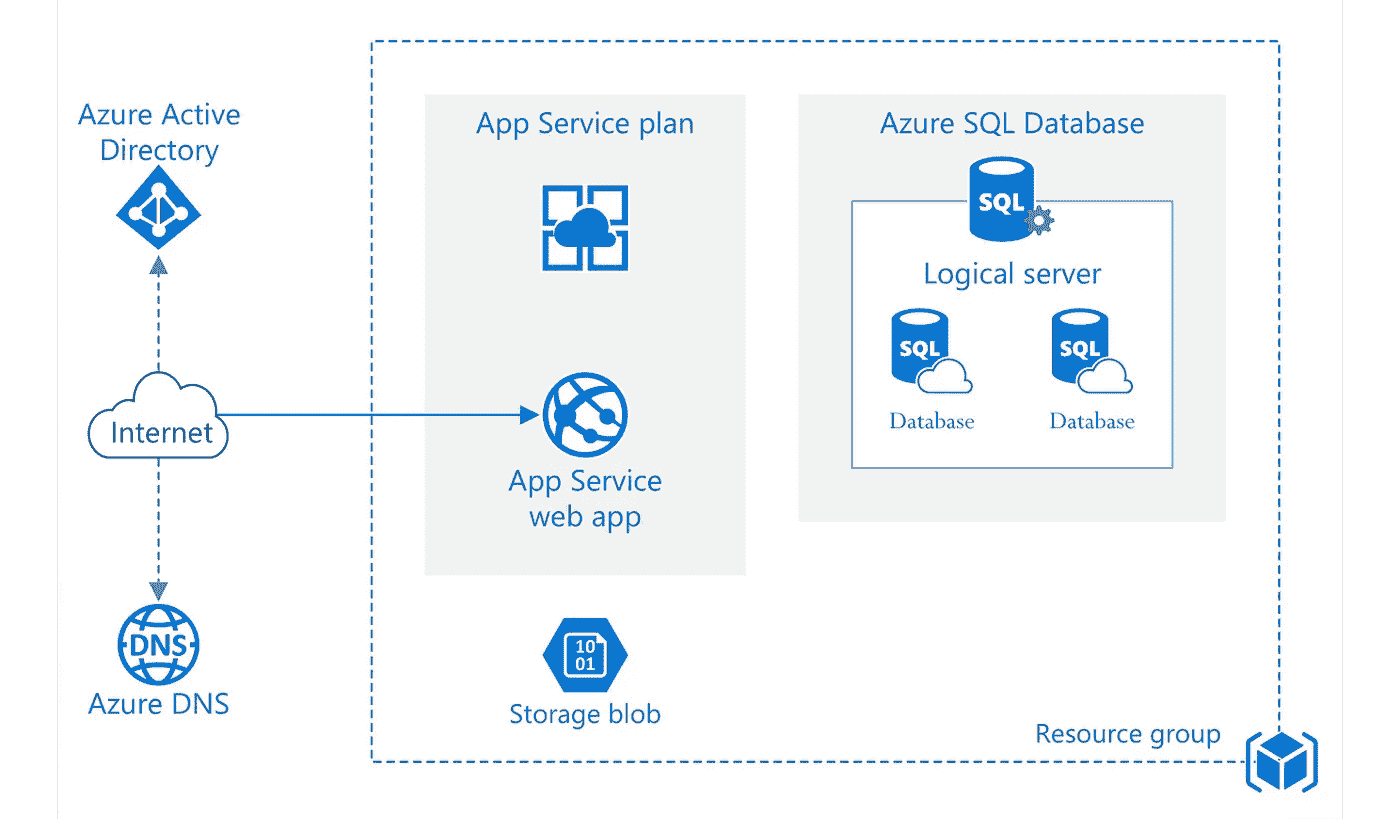 Azure Active
Directory
Internet
DNS
Azure DNS
App Service plan
App Service
web app
10
01
Storage blob
Azure SQL Database
SQL
Logical server
SQL
SQL
Database
Database
Resource group